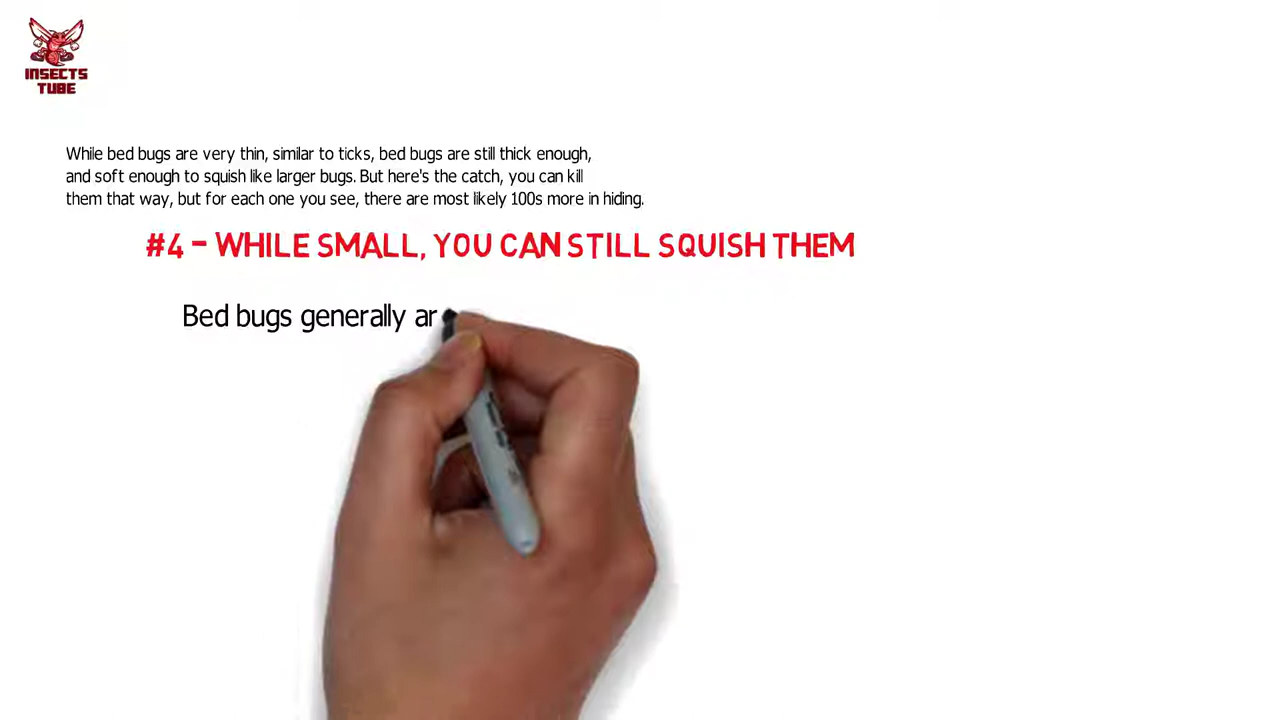 INSECTS
TUBE
While bed bugs are very thin, similar to ticks, bed bugs are still thick enough,
and soft enough to squish like larger bugs. But here's the catch, you can kill
them that way, but for each one you see, there are most likely 100s more in hiding.
#4 - WHILE SMALL, YOU CAN STILL SQUISH THEM
Bed bugs generally ar